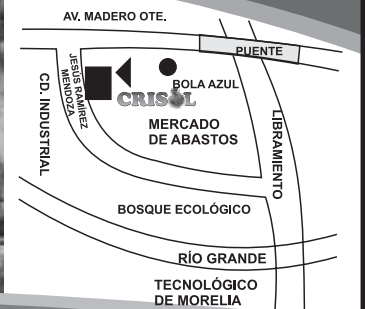 AV. MADERO OTE.
PUENTE
JESÚS RAMÍREZ
MENDOZA
BOLA AZUL
CRISOL
CD. INDUSTRIAL
MERCADO
DE ABASTOS
LIBRAMIENTO
BOSQUE ECOLÓGICO
RÍO GRANDE
TECNOLÓGICO
DE MORELIA